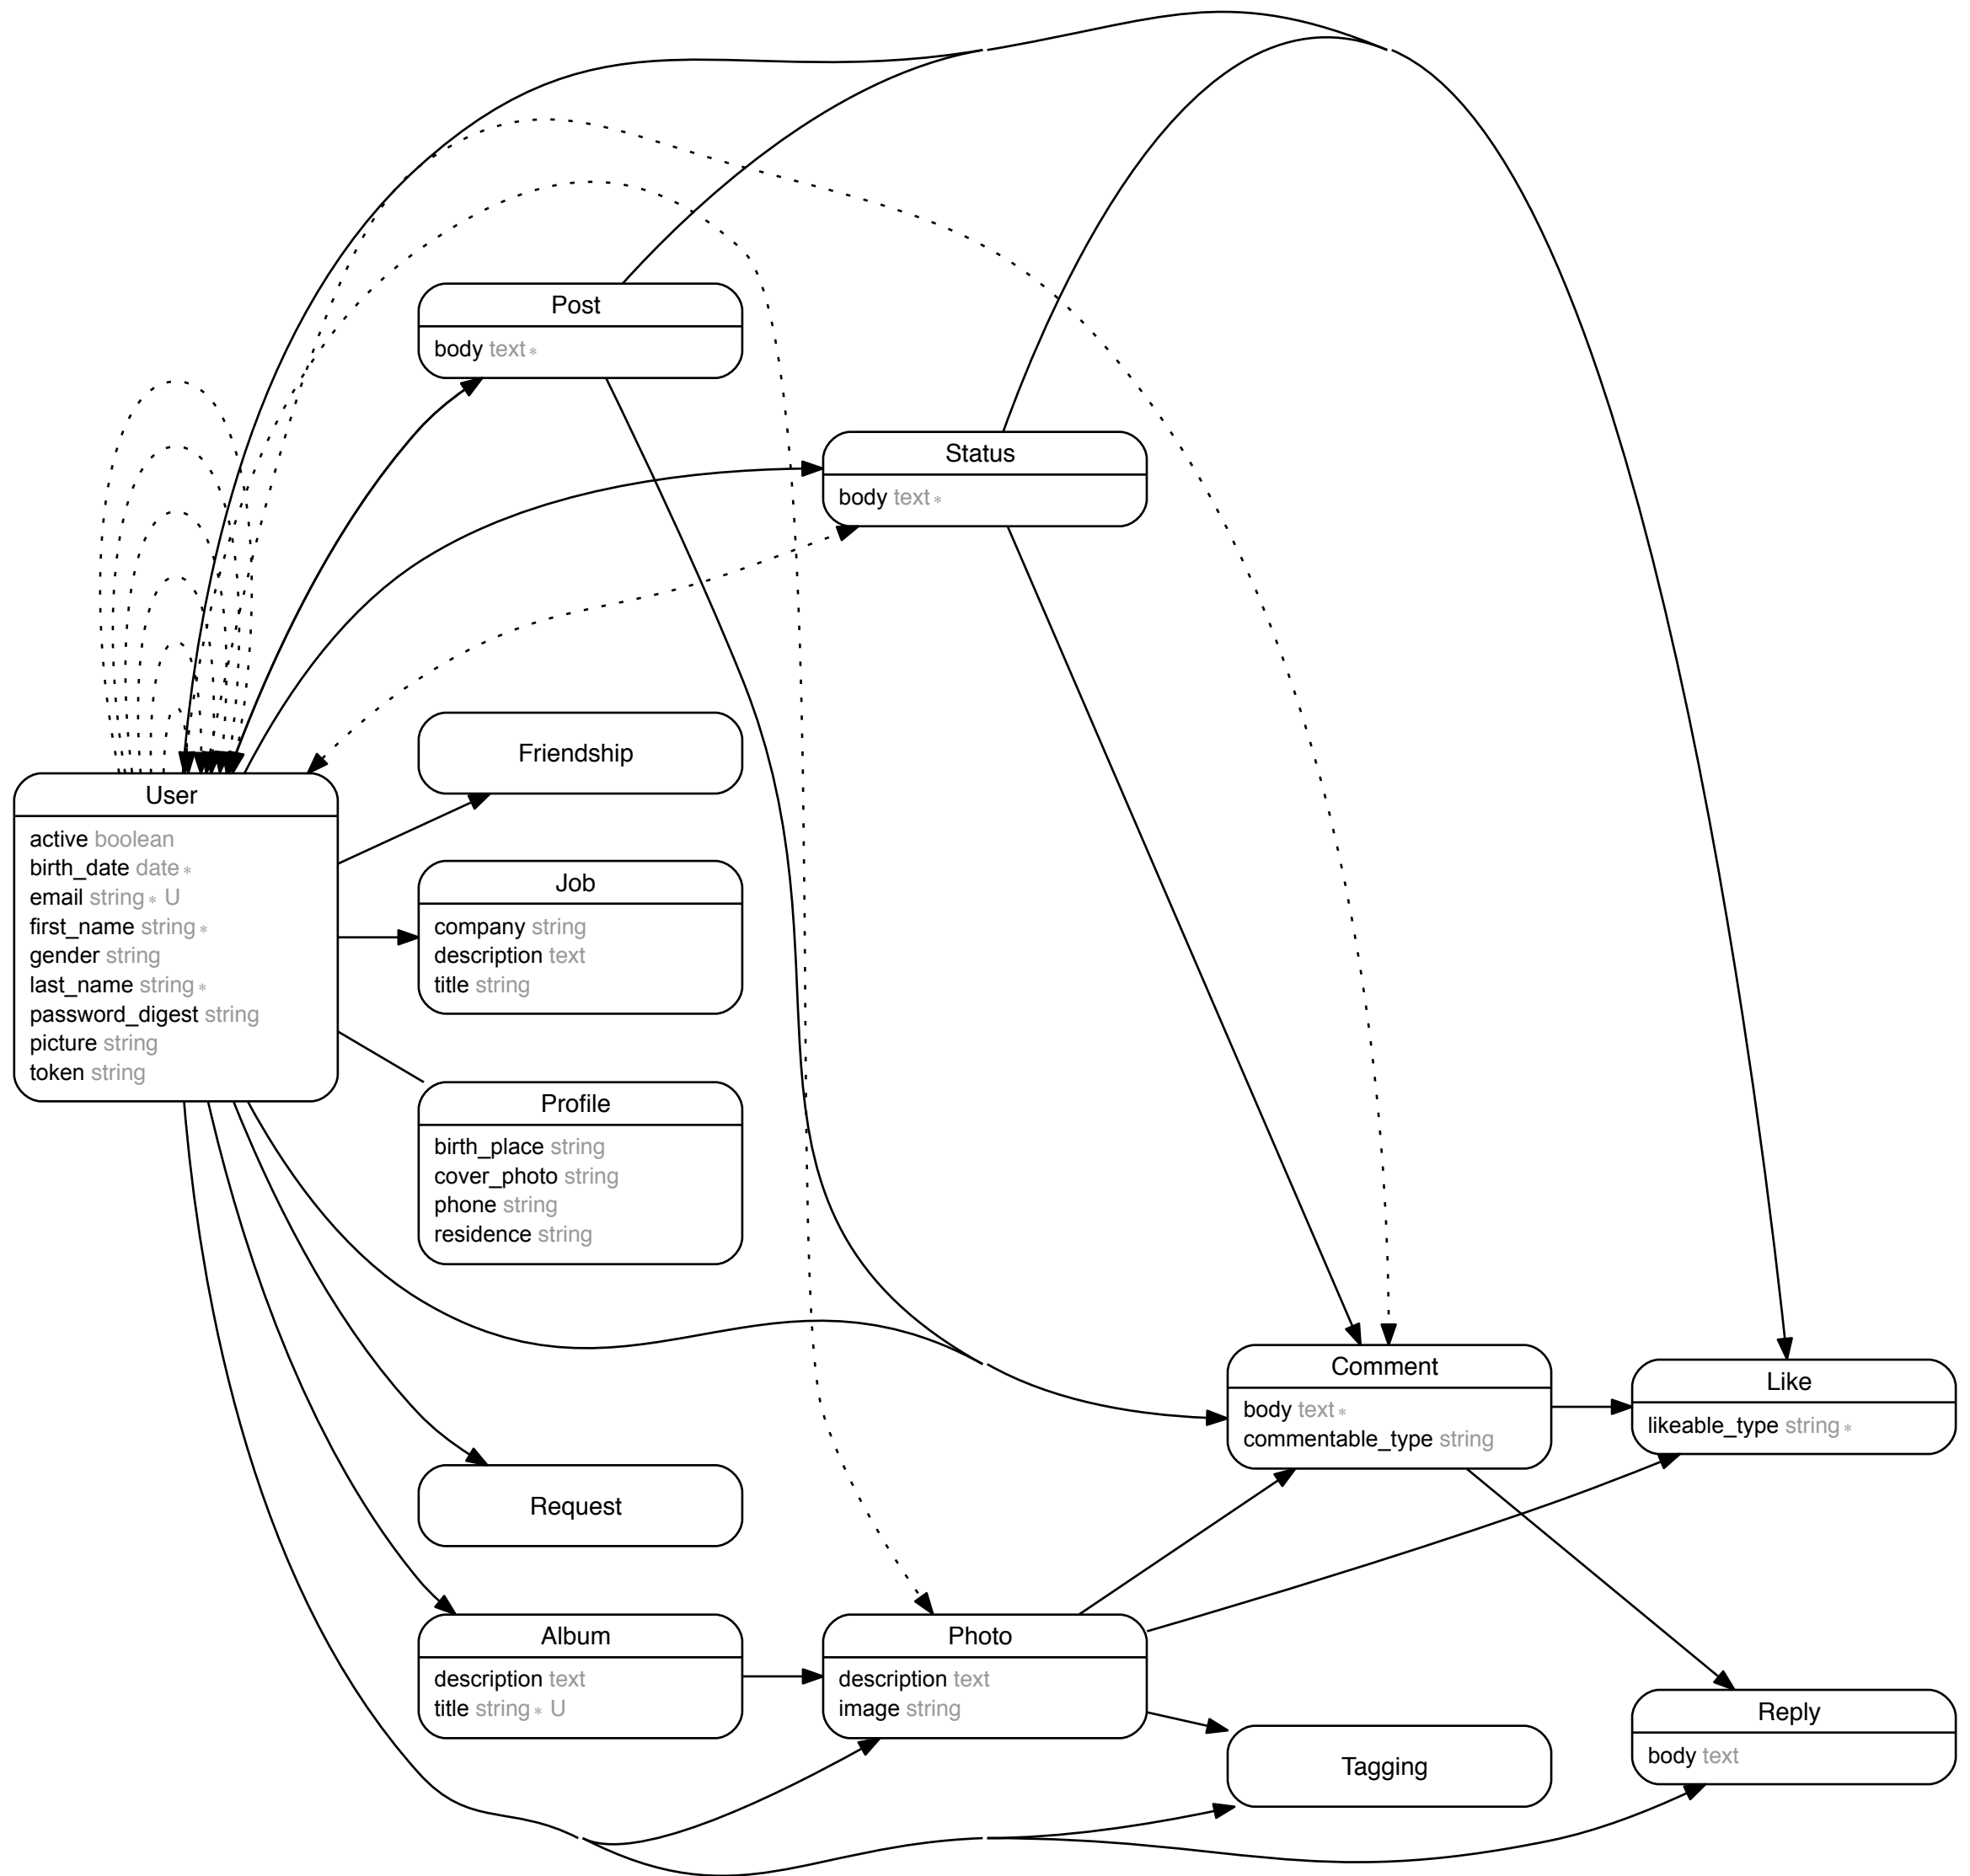 Post
body text*
Status
body text*
Friendship
User
active boolean
birth_date date*
email string* U
first_name string*
gender string
last_name string*
password_digest string
picture string
token string
Job
company string
description text
title string
Profile
birth_place string
cover_photo string
phone string
residence string
Comment
body text*
commentable_type string
Like
likeable_type string*
Request
Album
description text
title string* U
Photo
description text
image string
Tagging
Reply
body text